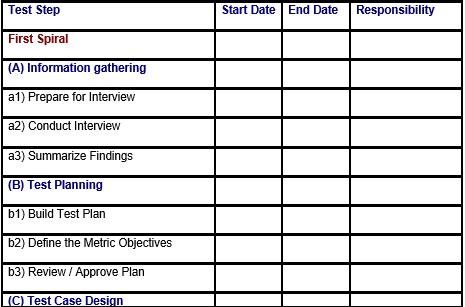 Test Step Start Date End Date Responsibility
First Spiral
(A) Information gathering
a1) Prepare for Interview
a2) Conduct Interview
a3) Summarize Findings
(B) Test Planning
b1) Build Test Plan
b2) Define the Metric Objectives
b3) Review / Approve Plan
(C) Test Case Design